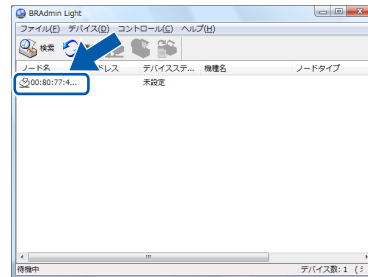 BRAdmin Light
ファイル(F) デバイス(D) コントロール(C) ヘルプ(H)
検索
ノード名 ドレス デバイスステ... 機種名 ノードタイプ
00:80:77:4... 未設定
待機中 デバイス数: 1